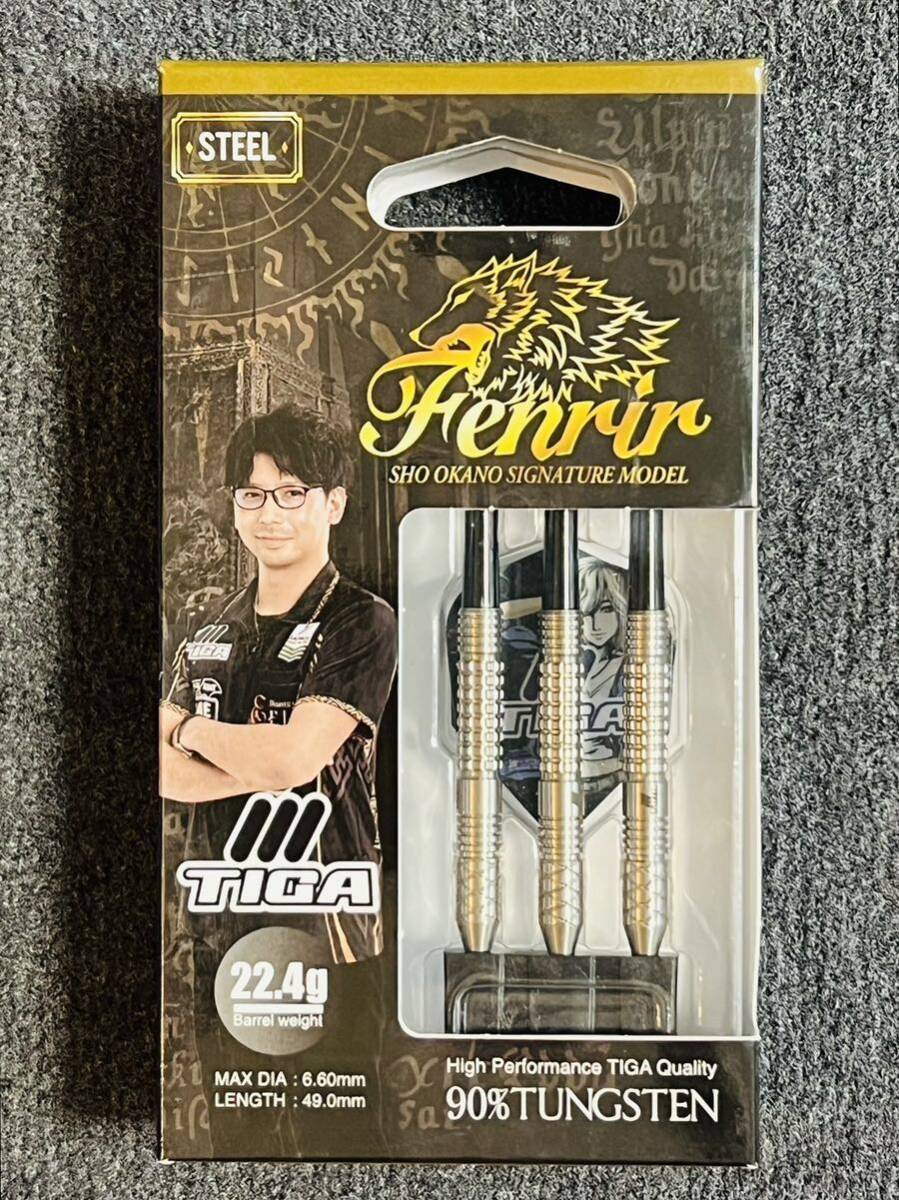 STEEL
Fenrir
SHO OKANO SIGNATURE MODEL
TIGA
TIGA
TIGA
22.4g
Barrel weight
MAX DIA : 6.60mm
LENGTH : 49.0mm
High Performance TIGA Quality
90%TUNGSTEN